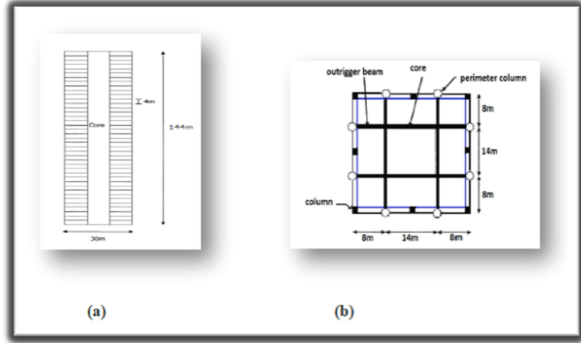 Core
4m
144m
30m
(a)
outrigger beam
core
perimeter column
8m
14m
8m
column
8m
14m
8m
(b)